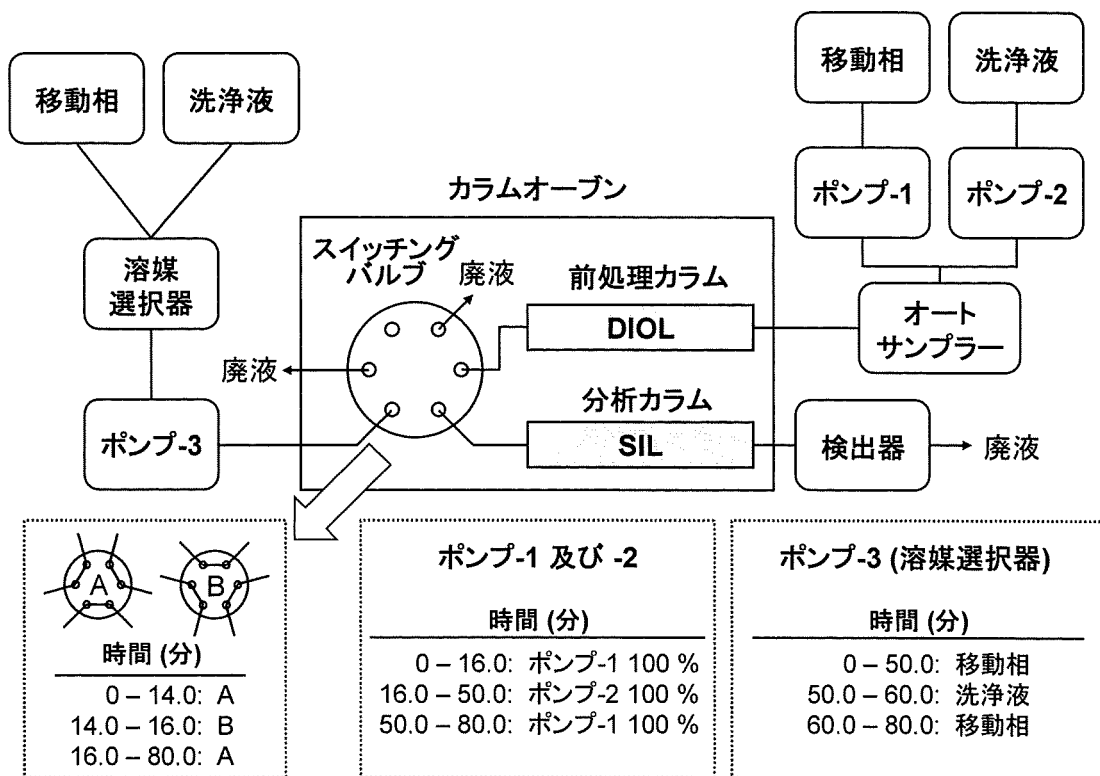 移動相
洗浄液
移動相
洗浄液
ポンプ-1
ポンプ-2
カラムオーブン
溶媒
選択器
スイッチング
バルブ
廃液
前処理カラム
DIOL
オート
サンプラー
廃液
分析カラム
ポンプ-3
SIL
検出器
廃液
A
B
時間 (分)
0 – 14.0: A
14.0 – 16.0: B
16.0 – 80.0: A
ポンプ-1 及び -2
時間 (分)
0 – 16.0: ポンプ-1 100 %
16.0 – 50.0: ポンプ-2 100 %
50.0 – 80.0: ポンプ-1 100 %
ポンプ-3 (溶媒選択器)
時間 (分)
0 – 50.0: 移動相
50.0 – 60.0: 洗浄液
60.0 – 80.0: 移動相